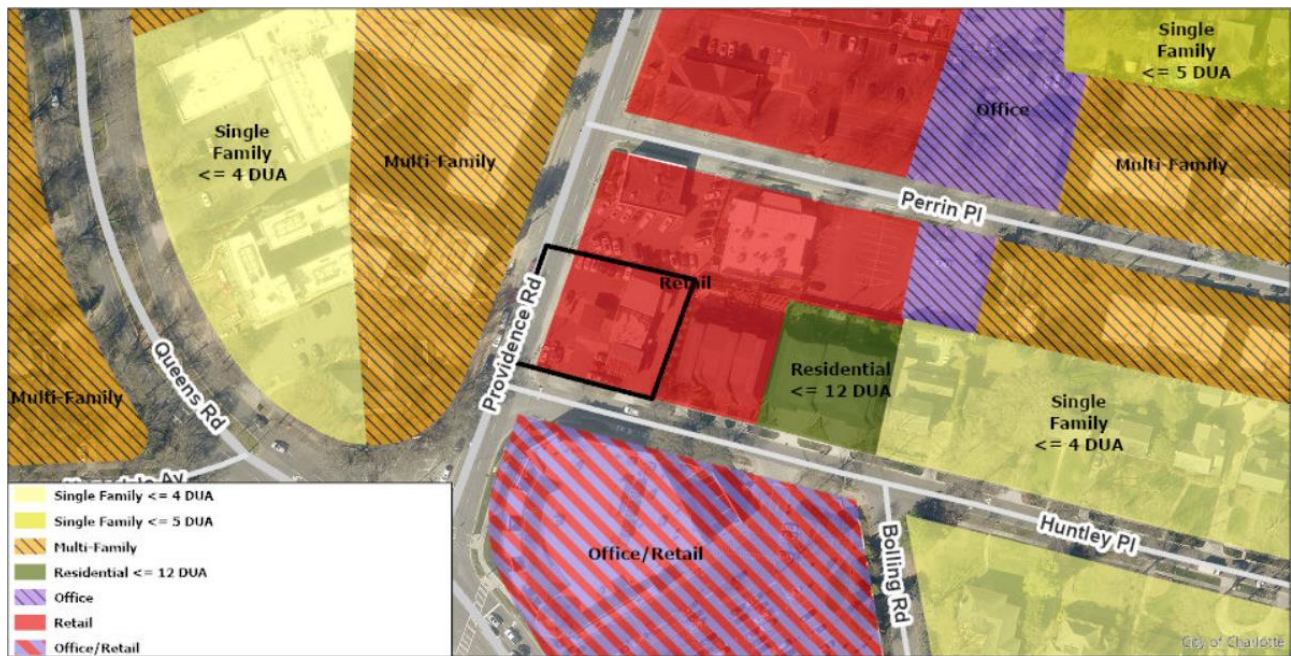 Single
Family
<= 5 DUA
Office
Single
Family
<= 4 DUA
Multi-Family
Multi-Family
Perrin Pl
Retail
Providence Rd
Queens Rd
Residential
<= 12 DUA
Multi-Family
Single
Family
<= 4 DUA
Av
Single Family <= 4 DUA
Single Family <= 5 DUA
Multi-Family
Residential <= 12 DUA
Office
Retail
Office/Retail
Office/Retail
Huntley Pl
Bolling Rd
City of Charlotte